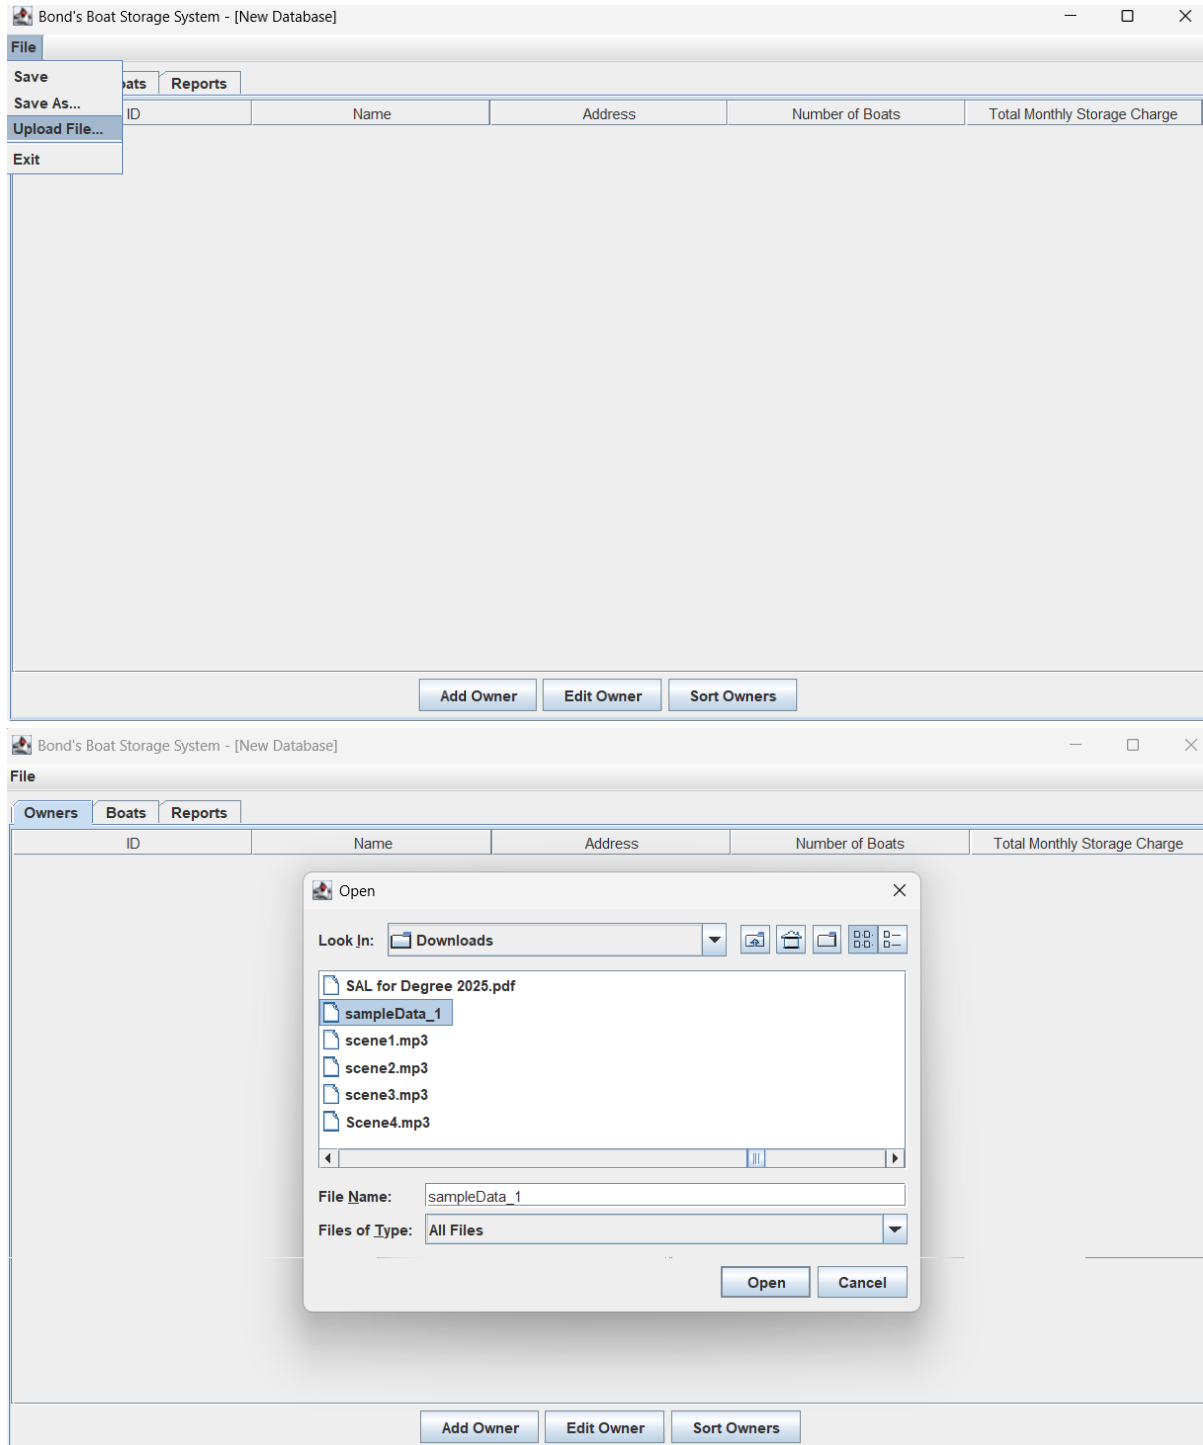 Bond's Boat Storage System - [New Database]
File
Save
Save As...
Upload File...
Exit
oats Reports
ID Name Address Number of Boats Total Monthly Storage Charge
Add Owner Edit Owner Sort Owners
Bond's Boat Storage System - [New Database]
File
Owners Boats Reports
ID Name Address Number of Boats Total Monthly Storage Charge
Open
Look In: Downloads
SAL for Degree 2025.pdf
sampleData_1
scene1.mp3
scene2.mp3
scene3.mp3
Scene4.mp3
File Name: sampleData_1
Files of Type: All Files
Open Cancel
Add Owner Edit Owner Sort Owners